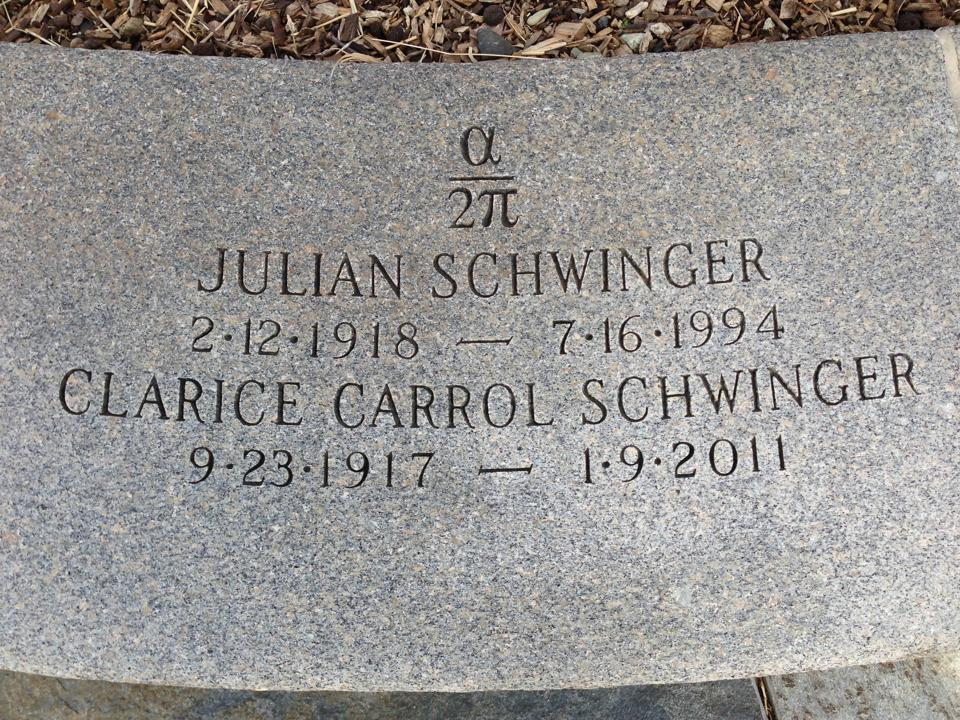 α
2π
JULIAN SCHWINGER
2·12·1918 — 7·16·1994
CLARICE CARROL SCHWINGER
9·23·1917 — 1·9·2011